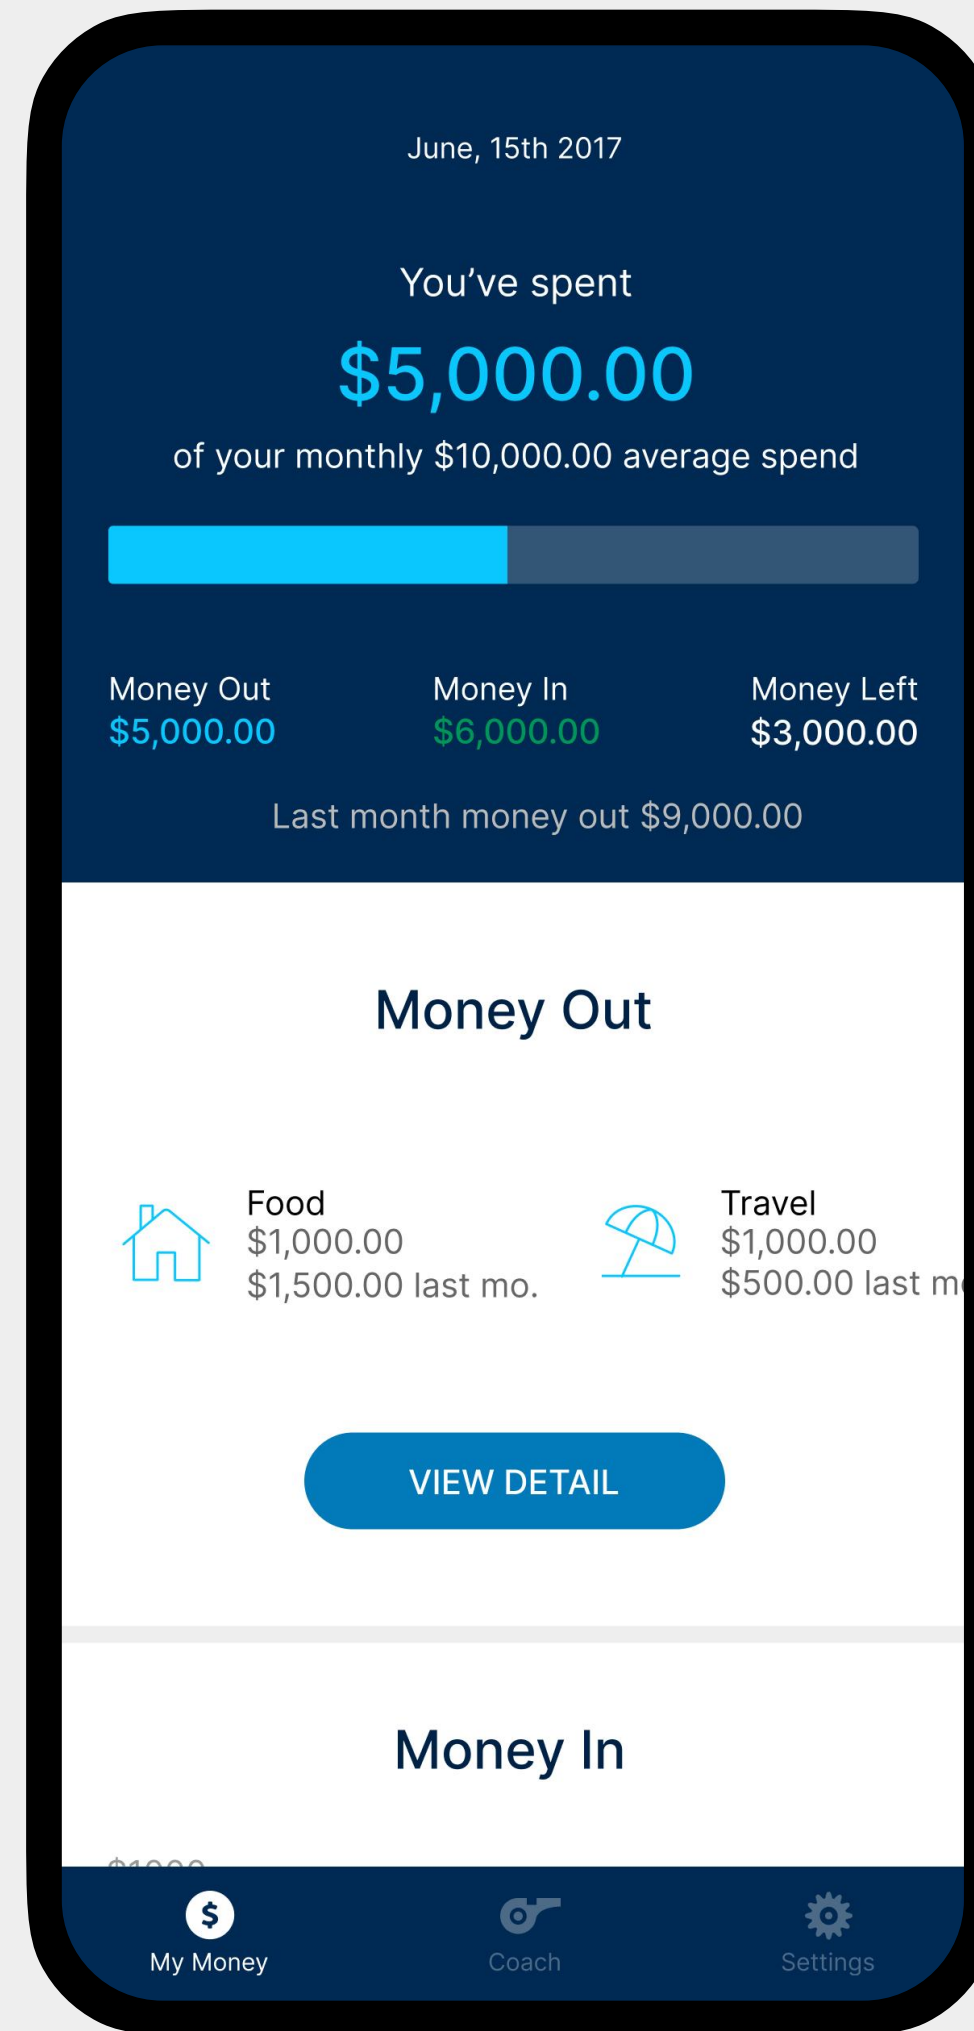 June, 15th 2017
You’ve spent
$5,000.00
of your monthly $10,000.00 average spend
Money Out
$5,000.00
Money In
$6,000.00
Money Left
$3,000.00
Last month money out $9,000.00
Money Out
Food
$1,000.00
$1,500.00 last mo.
Travel
$1,000.00
$500.00 last
VIEW DETAIL
Money In
My Money
Coach
Settings